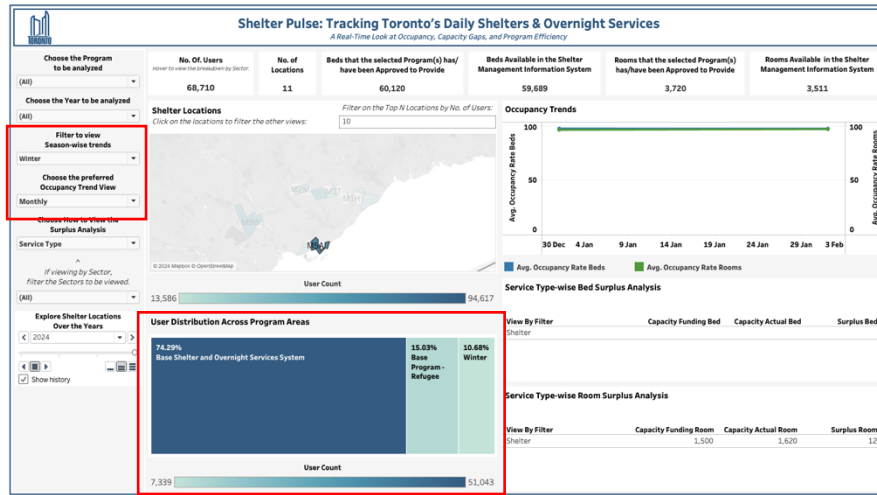 Shelter Pulse: Tracking Toronto's Daily Shelters & Overnight Services
A Real-Time Look at Occupancy, Capacity Gaps, and Program Efficiency
TORONTO
Choose the Program
to be analyzed
(All)
Choose the Year to be analyzed
(All)
Filter to view
Season-wise trends
Winter
Choose the preferred
Occupancy Trend View
Monthly
Choose How to View the
Surplus Analysis
Service Type
^
If viewing by Sector,
filter the Sectors to be viewed.
(All)
Explore Shelter Locations
Over the Years
2024
Show history
No. Of Users
Hover to view the breakdown by Sector.
68,710
No. of
Locations
11
Beds that the selected Program(s) has/
have been Approved to Provide
60,120
Beds Available in the Shelter
Management Information System
59,689
Rooms that the selected Program(s)
has/have been Approved to Provide
3,720
Rooms Available in the Shelter
Management Information System
3,511
Shelter Locations
Click on the locations to filter the other views:
Filter on the Top N Locations by No. of Users:
10
© 2024 Mapbox © OpenStreetMap
User Count
13,586 94,617
User Distribution Across Program Areas
74.29%
Base Shelter and Overnight Services System
15.03%
Base
Program -
Refugee
10.68%
Winter
User Count
7,339 51,043
Occupancy Trends
Avg. Occupancy Rate Beds
100
50
0
30 Dec 4 Jan 9 Jan 14 Jan 19 Jan 24 Jan 29 Jan 3 Feb
100
50
0
Avg. Occupancy Rate Rooms
Avg. Occupancy Rate Beds Avg. Occupancy Rate Rooms
Service Type-wise Bed Surplus Analysis
View By Filter Capacity Funding Bed Capacity Actual Bed Surplus Bed
Shelter
Service Type-wise Room Surplus Analysis
View By Filter Capacity Funding Room Capacity Actual Room Surplus Room
Shelter 1,500 1,620 12